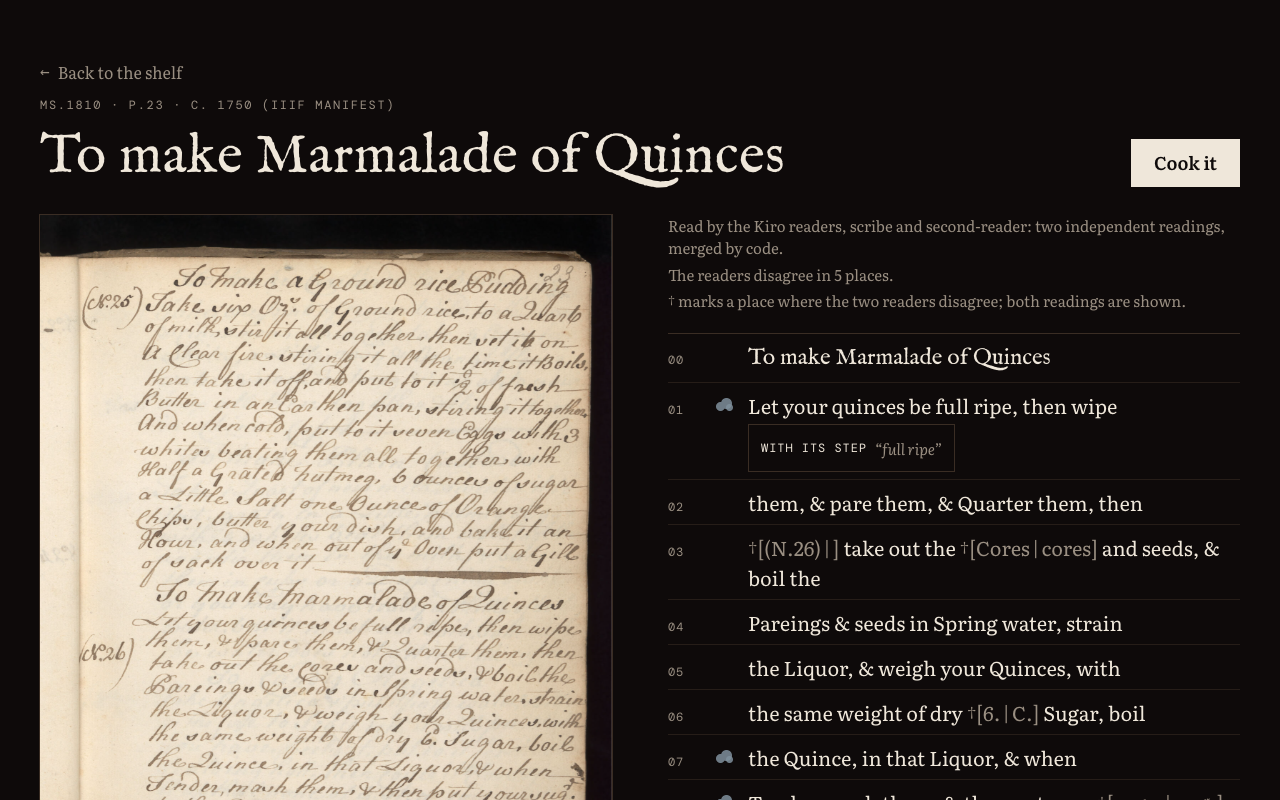 ← Back to the shelf
MS.1810 · P.23 · C. 1750 (IIIF MANIFEST)
To make Marmalade of Quinces
Cook it
23
To make a Ground rice Pudding
(N.25) Take six Ozs. of Ground rice, to a Quart
of milk, stir it all together then set it on
a Clear fire, stiring it all the time it Boils,
then take it off, and put to it ½ of fresh
Butter in an Earthen pan, stiring it together
And when cold, put to it seven Eggs with 3
whites beating them all together with
Half a Grated nutmeg, 6 ounces of sugar
a Little Salt one Ounce of Orange
Chips, butter your dish, and bake it an
Hour, and when out of ye Oven put a Gill
of sack over it
To make marmalade of Quinces
Let your quinces be full ripe, then wipe
(N.26) them, & pare them, & Quarter them, then
take out the cores and seeds, & boil the
Pareings & seeds in Spring water, strain
the Liquor, & weigh your Quinces, with
the same weight of dry 6. Sugar, boil
the Quince, in that Liquor, & when
Tender, mash them, & then put your sugr.
Read by the Kiro readers, scribe and second-reader: two independent readings,
merged by code.
The readers disagree in 5 places.
† marks a place where the two readers disagree; both readings are shown.
00 To make Marmalade of Quinces
01 Let your quinces be full ripe, then wipe
WITH ITS STEP “full ripe”
02 them, & pare them, & Quarter them, then
03 †[(N.26) | ] take out the †[Cores | cores] and seeds, &
boil the
04 Pareings & seeds in Spring water, strain
05 the Liquor, & weigh your Quinces, with
06 the same weight of dry †[6. | C.] Sugar, boil
07 the Quince, in that Liquor, & when